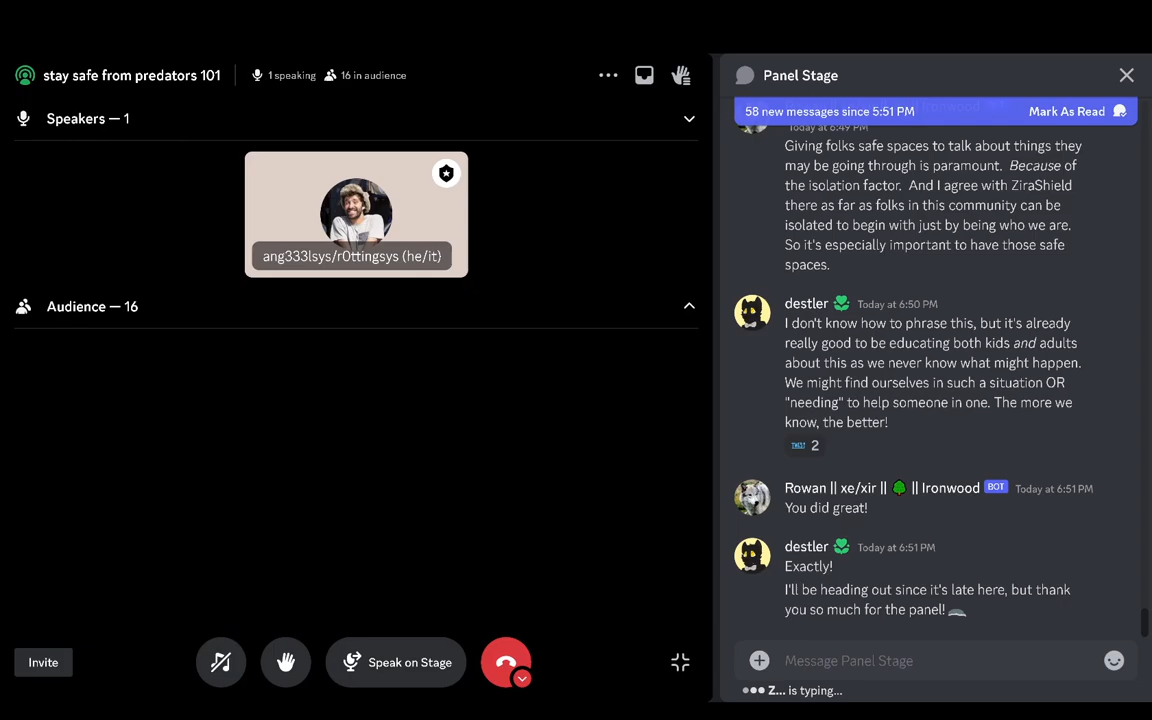 stay safe from predators 101
1 speaking
16 in audience
Speakers — 1
ang333lsys/r0ttingsys (he/it)
Audience — 16
Invite
Speak on Stage
Panel Stage
58 new messages since 5:51 PM
Mark As Read
Today at 6:49 PM
Giving folks safe spaces to talk about things they
may be going through is paramount. Because of
the isolation factor. And I agree with ZiraShield
there as far as folks in this community can be
isolated to begin with just by being who we are.
So it's especially important to have those safe
spaces.
destler Today at 6:50 PM
I don't know how to phrase this, but it's already
really good to be educating both kids and adults
about this as we never know what might happen.
We might find ourselves in such a situation OR
"needing" to help someone in one. The more we
know, the better!
2
Rowan || xe/xir || || Ironwood BOT Today at 6:51 PM
You did great!
destler Today at 6:51 PM
Exactly!
I'll be heading out since it's late here, but thank
you so much for the panel!
Message Panel Stage
Z... is typing...